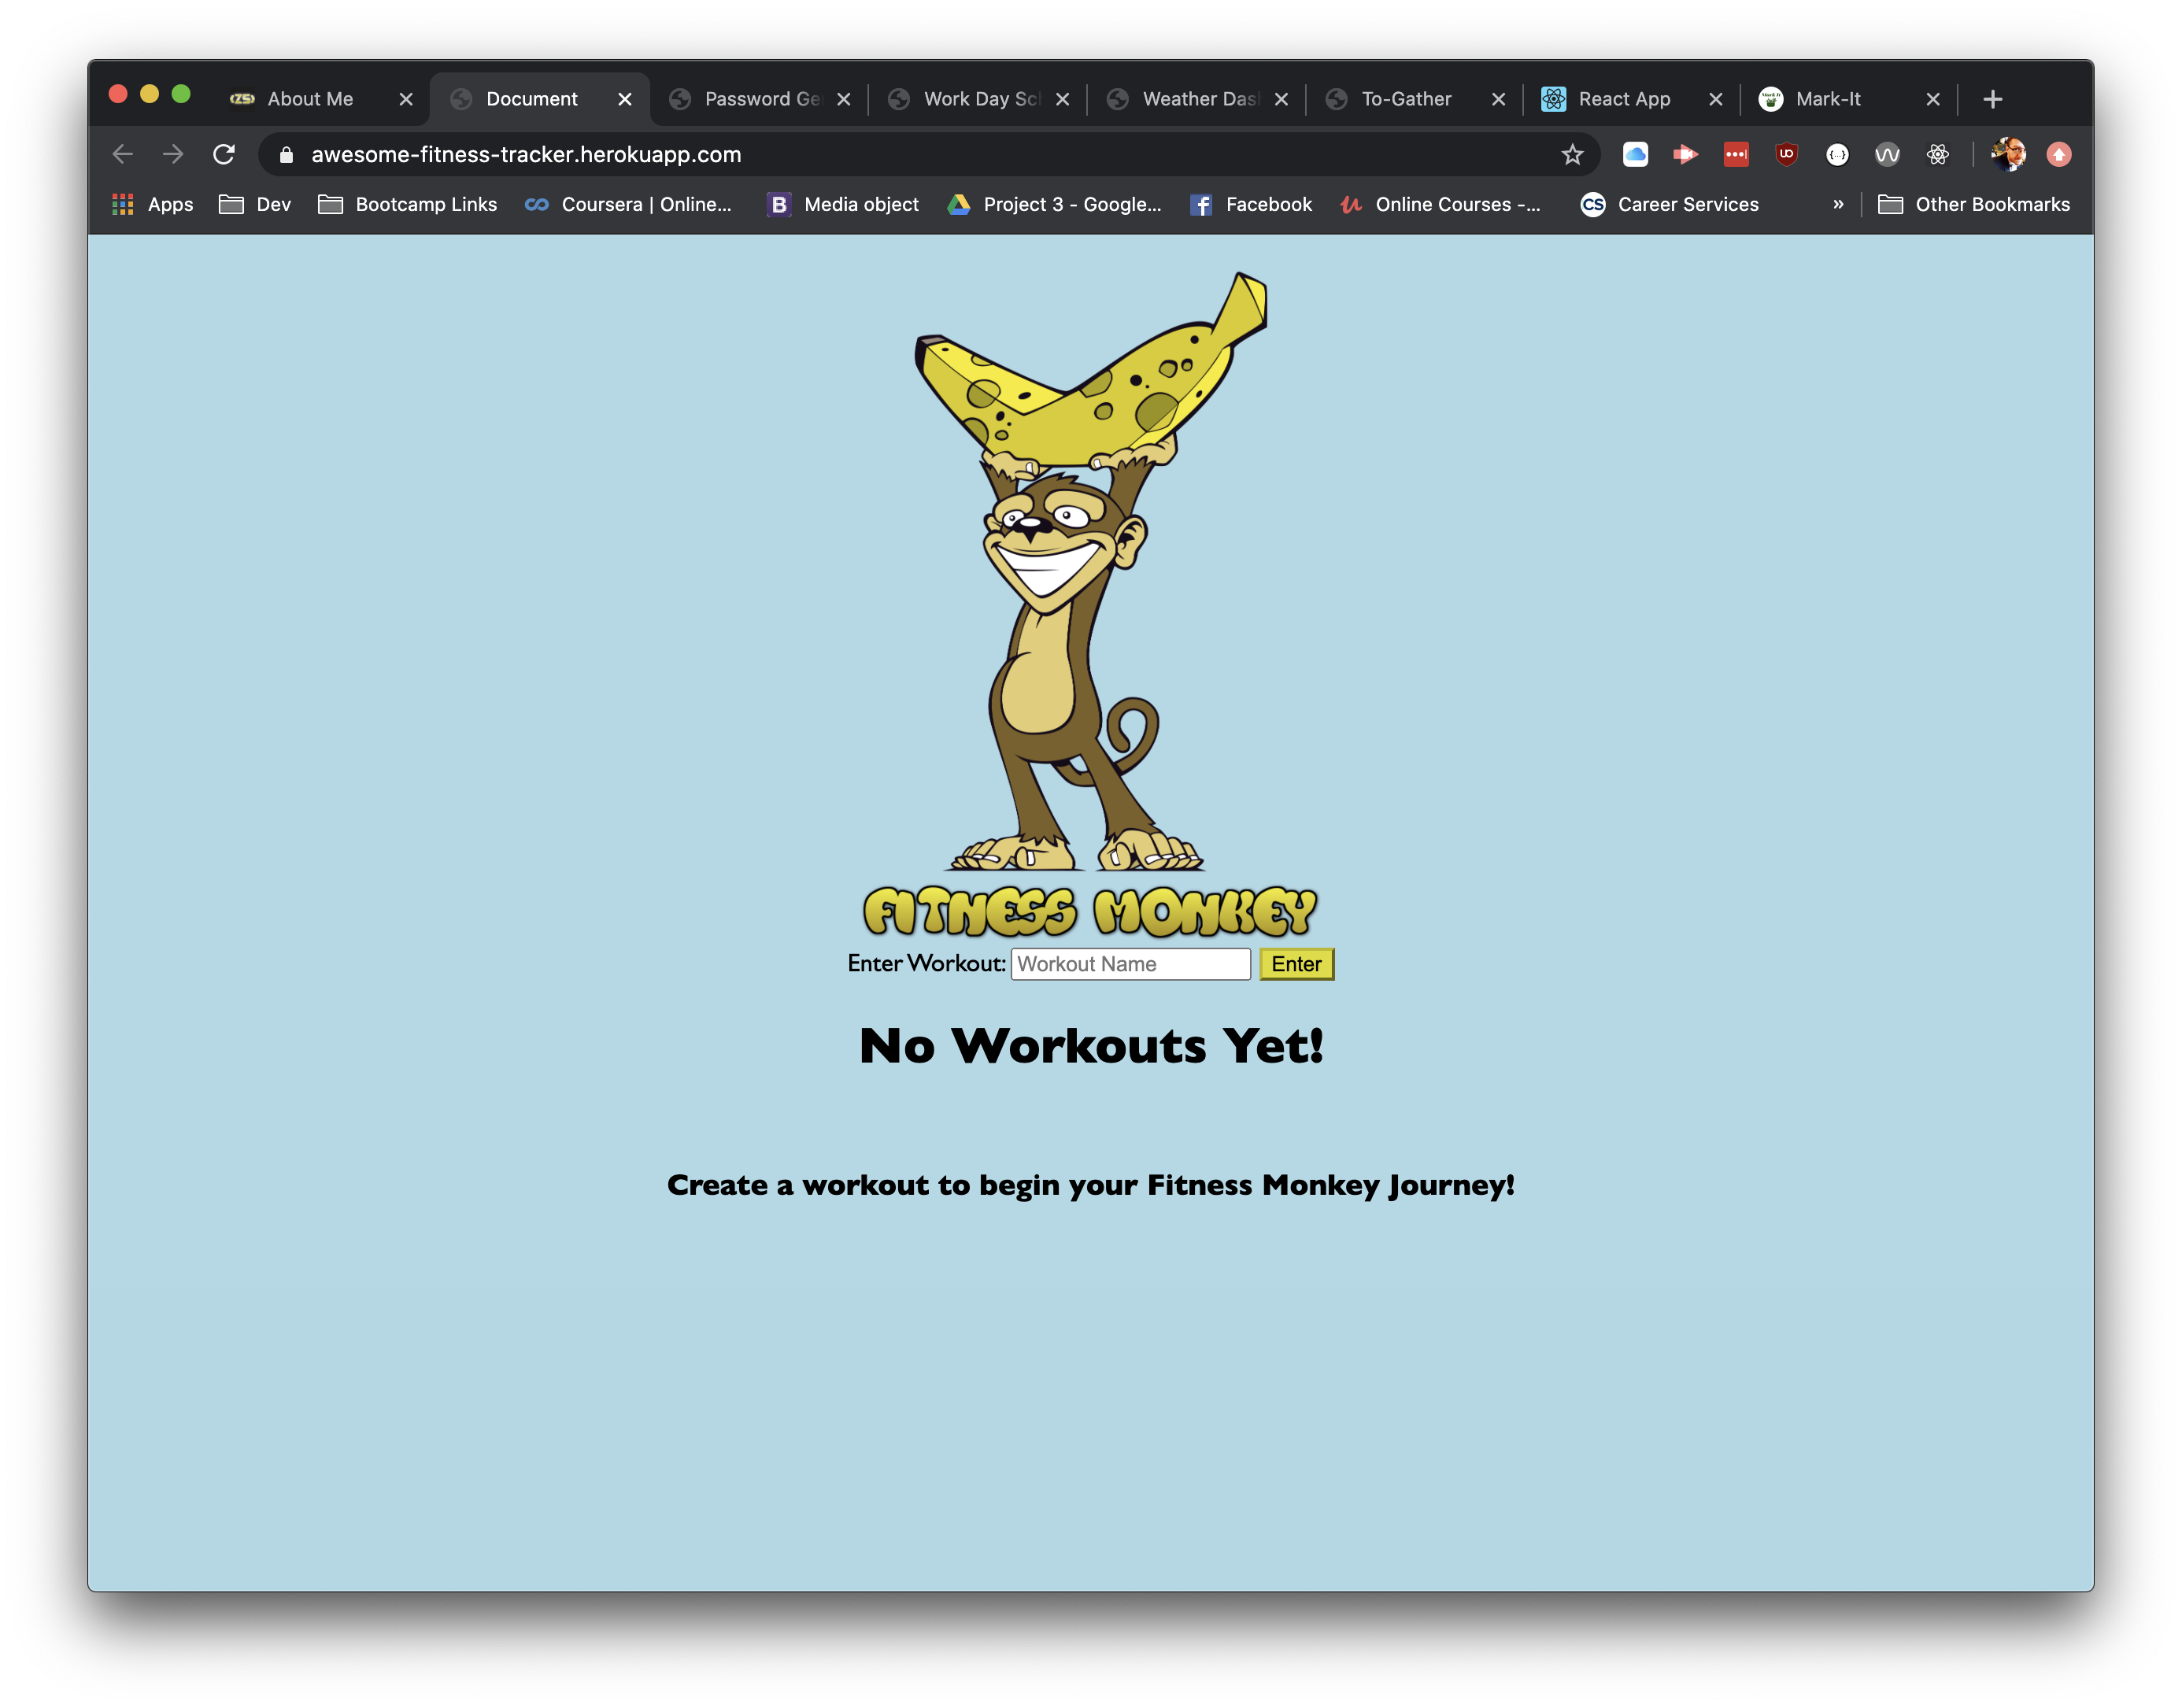 About Me
Document
Password Ge
Work Day Sc
Weather Das
To-Gather
React App
Mark-It
awesome-fitness-tracker.herokuapp.com
Apps
Dev
Bootcamp Links
Coursera | Online...
B
Media object
Project 3 - Google...
Facebook
Online Courses -...
CS
Career Services
»
Other Bookmarks
FITNESS MONKEY
Enter Workout: Workout Name Enter
No Workouts Yet!
Create a workout to begin your Fitness Monkey Journey!